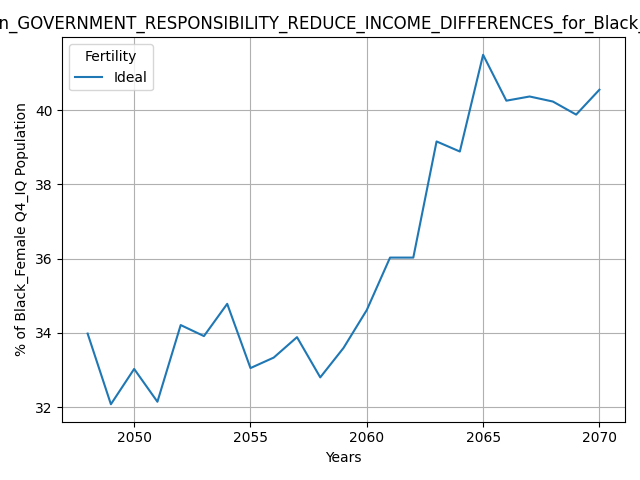 n_GOVERNMENT_RESPONSIBILITY_REDUCE_INCOME_DIFFERENCES_for_Black_
Fertility
Ideal
% of Black_Female Q4_IQ Population
40
38
36
34
32
2050 2055 2060 2065 2070
Years